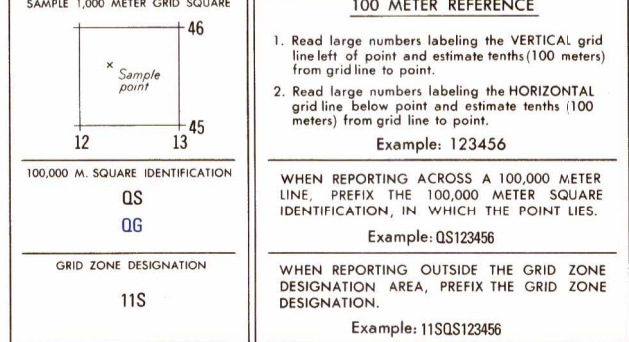 SAMPLE 1,000 METER GRID SQUARE
46
× Sample
point
45
12 13
100,000 M. SQUARE IDENTIFICATION
QS
QG
GRID ZONE DESIGNATION
11S
100 METER REFERENCE
1. Read large numbers labeling the VERTICAL grid
line left of point and estimate tenths (100 meters)
from grid line to point.
2. Read large numbers labeling the HORIZONTAL
grid line below point and estimate tenths (100
meters) from grid line to point.
Example: 123456
WHEN REPORTING ACROSS A 100,000 METER
LINE, PREFIX THE 100,000 METER SQUARE
IDENTIFICATION, IN WHICH THE POINT LIES.
Example: QS123456
WHEN REPORTING OUTSIDE THE GRID ZONE
DESIGNATION AREA, PREFIX THE GRID ZONE
DESIGNATION.
Example: 11SQS123456